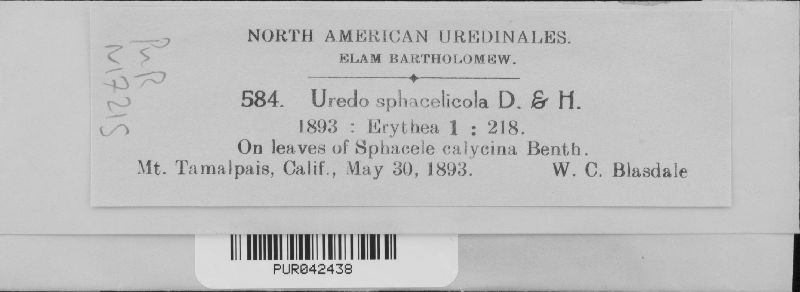 NORTH AMERICAN UREDINALES.
ELAM BARTHOLOMEW.
584. Uredo sphacelicola D. & H.
1893 : Erythea 1 : 218.
On leaves of Sphacele calycina Benth.
Mt. Tamalpais, Calif., May 30, 1893. W. C. Blasdale
PUR
N7215
PUR042438